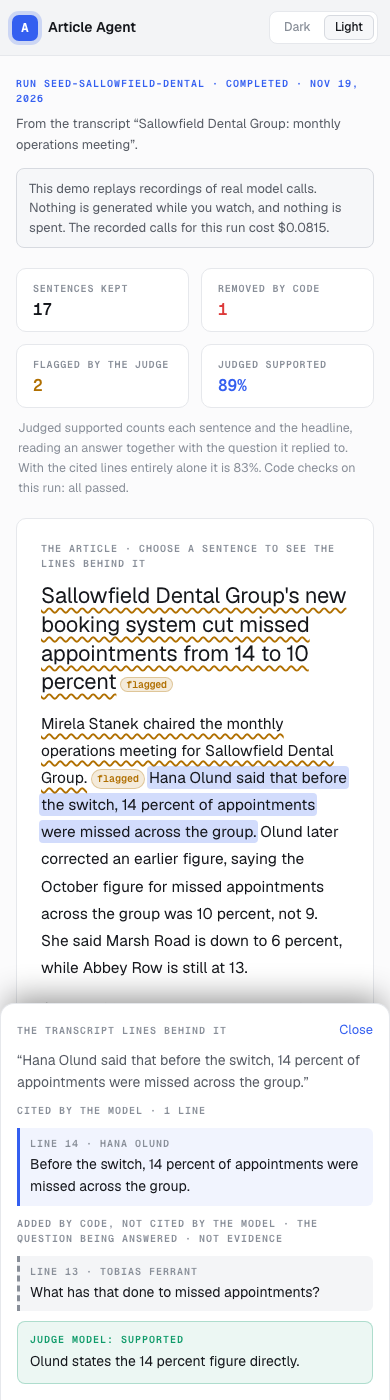 A Article Agent Dark Light
RUN SEED-SALLOWFIELD-DENTAL · COMPLETED · NOV 19,
2026
From the transcript “Sallowfield Dental Group: monthly
operations meeting”.
This demo replays recordings of real model calls.
Nothing is generated while you watch, and nothing is
spent. The recorded calls for this run cost $0.0815.
SENTENCES KEPT
17
REMOVED BY CODE
1
FLAGGED BY THE JUDGE
2
JUDGED SUPPORTED
89%
Judged supported counts each sentence and the headline,
reading an answer together with the question it replied to.
With the cited lines entirely alone it is 83%. Code checks on
this run: all passed.
THE ARTICLE · CHOOSE A SENTENCE TO SEE THE
LINES BEHIND IT
Sallowfield Dental Group's new
booking system cut missed
appointments from 14 to 10
percent flagged
Mirela Stanek chaired the monthly
operations meeting for Sallowfield Dental
Group. flagged Hana Olund said that before
the switch, 14 percent of appointments
were missed across the group. Olund later
corrected an earlier figure, saying the
October figure for missed appointments
across the group was 10 percent, not 9.
She said Marsh Road is down to 6 percent,
while Abbey Row is still at 13.
THE TRANSCRIPT LINES BEHIND IT Close
“Hana Olund said that before the switch, 14 percent of
appointments were missed across the group.”
CITED BY THE MODEL · 1 LINE
LINE 14 · HANA OLUND
Before the switch, 14 percent of appointments were
missed across the group.
ADDED BY CODE, NOT CITED BY THE MODEL · THE
QUESTION BEING ANSWERED · NOT EVIDENCE
LINE 13 · TOBIAS FERRANT
What has that done to missed appointments?
JUDGE MODEL: SUPPORTED
Olund states the 14 percent figure directly.